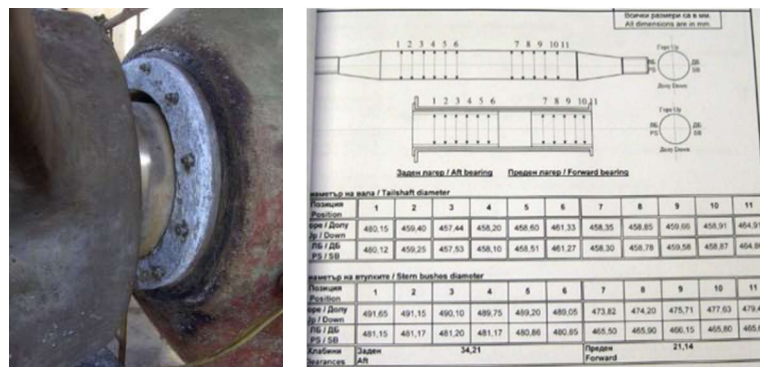 Всички размери са в мм.
All dimensions are in mm.
1 2 3 4 5 6 7 8 9 10 11
Горе Up
ЛБ ДБ
PS SB
Долу Down
1 2 3 4 5 6 7 8 9 10 11
Горе Up
ЛБ ДБ
PS SB
Долу Down
Заден лагер / Aft bearing Преден лагер / Forward bearing
на вала / Tailshaft diameter
Позиция
Position 1 2 3 4 5 6 7 8 9 10 11
Долу
Down 480,15 459,40 457,44 458,20 458,60 461,33 458,35 458,85 459,66 458,91
ЛБ / ДБ
PS / SB 480,12 459,25 457,53 458,10 458,51 461,27 458,30 458,78 459,58 458,87
на втулките / Stern bushes diameter
Позиция
Position 1 2 3 4 5 6 7 8 9 10 11
Долу
Down 491,65 491,15 490,10 489,75 489,20 489,05 473,82 474,20 475,71 477,63
ЛБ / ДБ
PS / SB 481,15 481,17 481,20 481,17 480,86 480,65 465,50 465,90 466,15 465,80
Заден
Aft 34,21 Преден
Forward 21,14